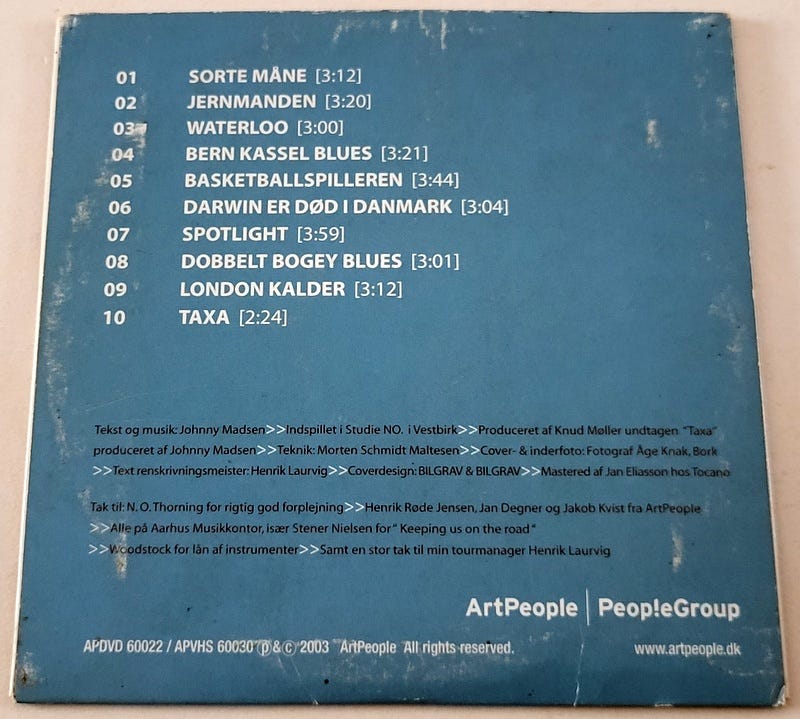 01 SORTE MÅNE [3:12]
02 JERNMANDEN [3:20]
03 WATERLOO [3:00]
04 BERN KASSEL BLUES [3:21]
05 BASKETBALLSPILLEREN [3:44]
06 DARWIN ER DØD I DANMARK [3:04]
07 SPOTLIGHT [3:59]
08 DOBBELT BOGEY BLUES [3:01]
09 LONDON KALDER [3:12]
10 TAXA [2:24]
Tekst og musik: Johnny Madsen>>Indspillet i Studie NO. i Vestbirk>>Produceret af Knud Møller undtagen "Taxa"
produceret af Johnny Madsen>>Teknik: Morten Schmidt Maltesen>>Cover- & inderfoto: Fotograf Åge Knak, Bork
>>Text renskrivningsmeister: Henrik Laurvig>>Coverdesign: BILGRAV & BILGRAV>>Mastered af Jan Eliasson hos Tocano
Tak til: N. O. Thorning for rigtig god forplejning>>Henrik Røde Jensen, Jan Degner og Jakob Kvist fra ArtPeople
>>Alle på Aarhus Musikkontor, især Stener Nielsen for" Keeping us on the road"
>>Woodstock for lån af instrumenter>>Samt en stor tak til min tourmanager Henrik Laurvig
ArtPeople | Peop!eGroup
APDVD 60022 / APVHS 60030 ℗ & © 2003 ArtPeople All rights reserved. www.artpeople.dk